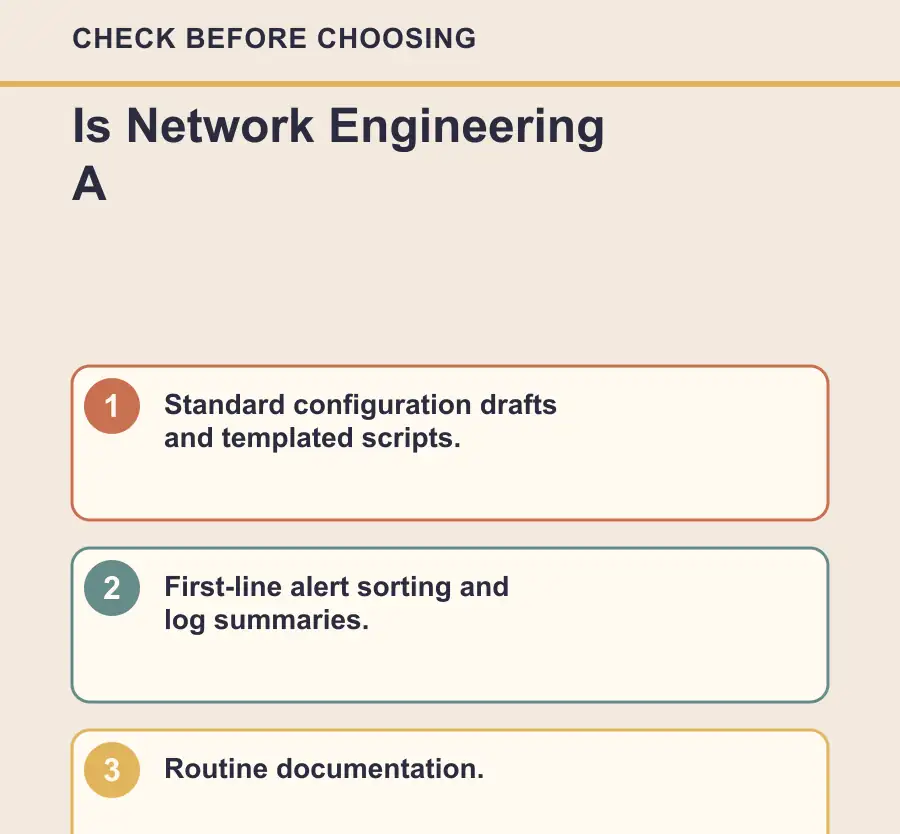 CHECK BEFORE CHOOSING
Is Network Engineering
A
1
Standard configuration drafts
and templated scripts.
2
First-line alert sorting and
log summaries.
3
Routine documentation.